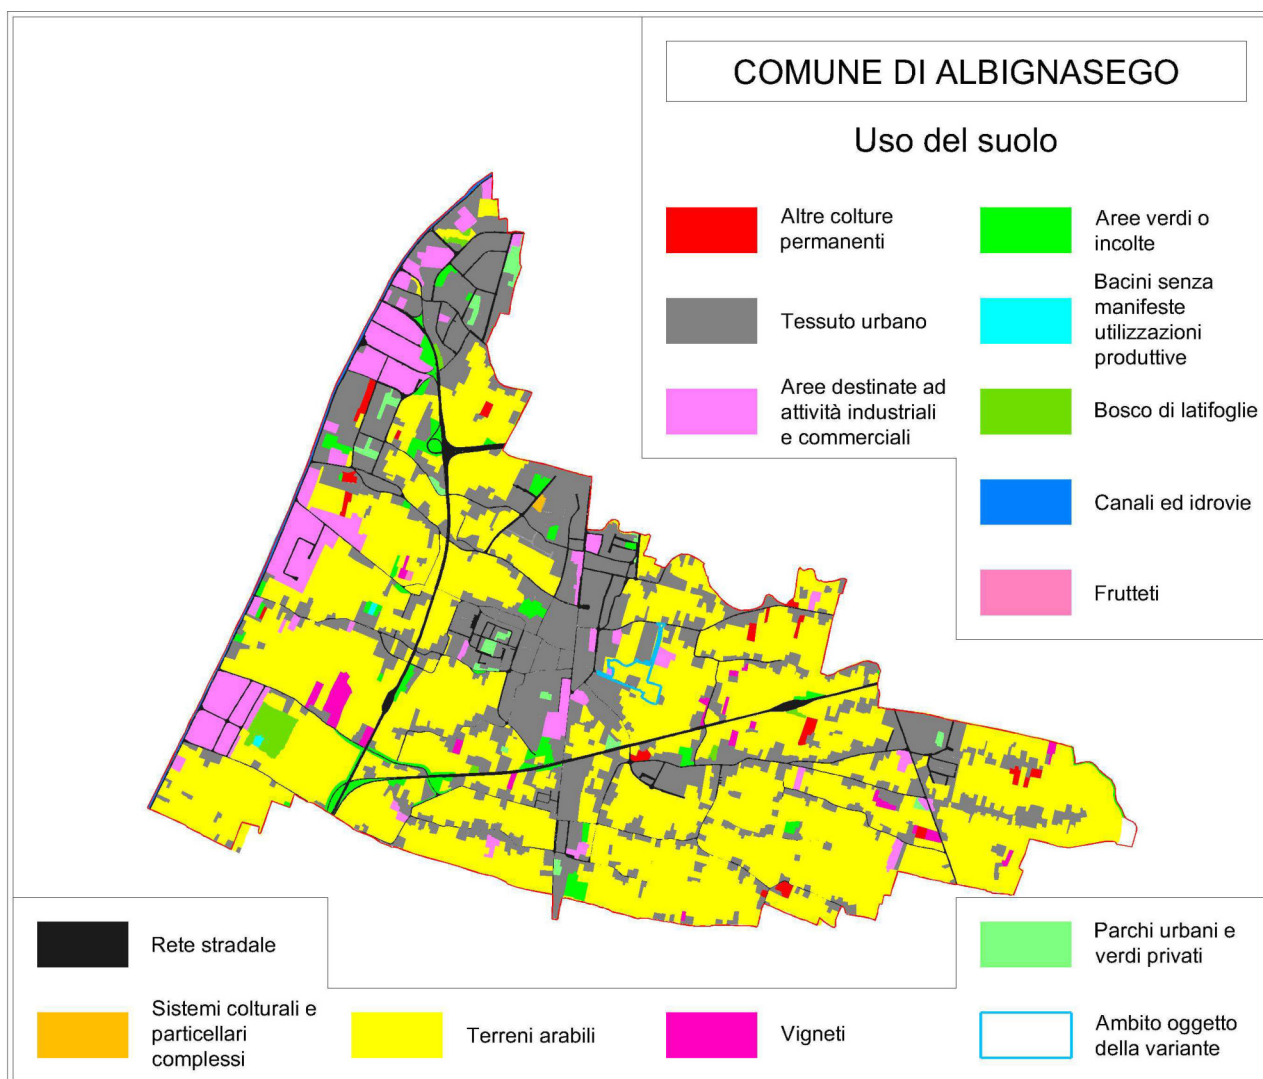 COMUNE DI ALBIGNASEGO
Uso del suolo
Altre colture
permanenti
Aree verdi o
incolte
Tessuto urbano
Bacini senza
manifeste
utilizzazioni
produttive
Aree destinate ad
attività industriali
e commerciali
Bosco di latifoglie
Canali ed idrovie
Frutteti
Rete stradale
Parchi urbani e
verdi privati
Sistemi colturali e
particellari
complessi
Terreni arabili
Vigneti
Ambito oggetto
della variante